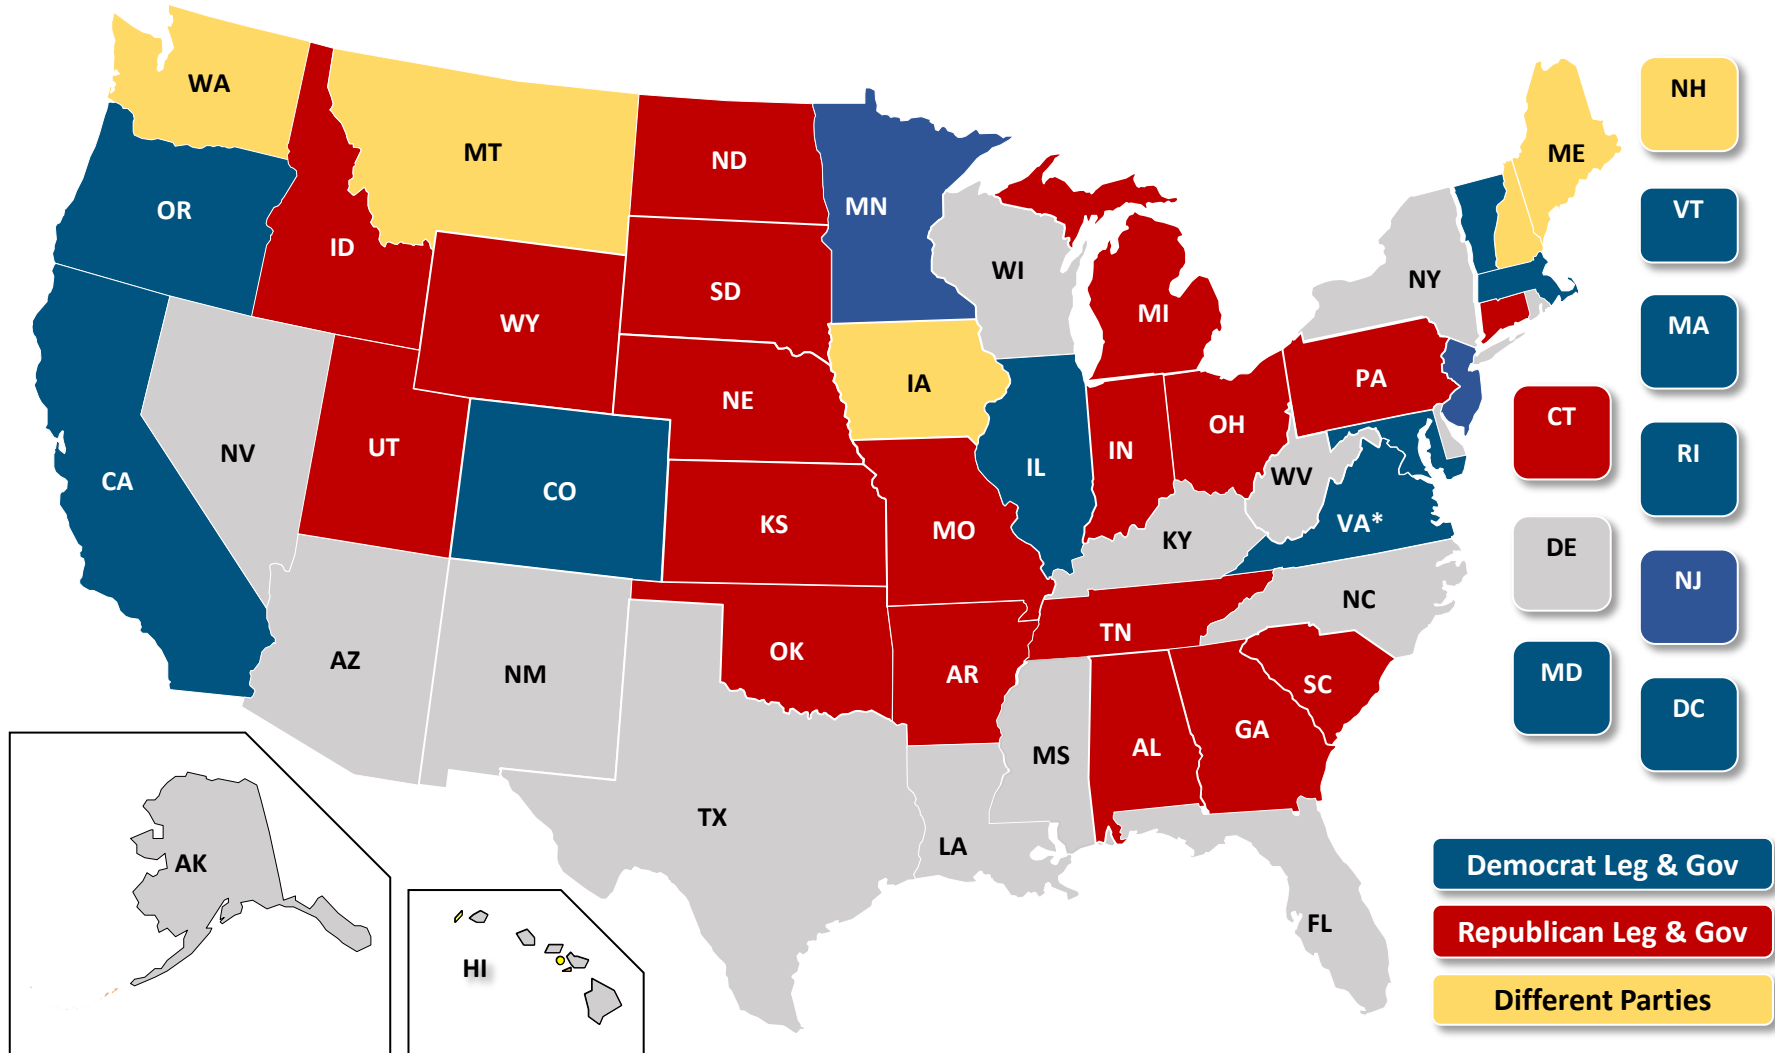 WA
MT
ND
MN
ME
NH
OR
ID
VT
WI
NY
SD
WY
MI
MA
IA
PA
NE
CT
UT
OH
NV
IN
RI
CA
CO
IL
WV
KS
MO
VA*
KY
DE
NC
NJ
TN
OK
AZ
NM
AR
MD
SC
DC
GA
AL
MS
TX
LA
AK
Democrat Leg & Gov
FL
Republican Leg & Gov
HI
Different Parties